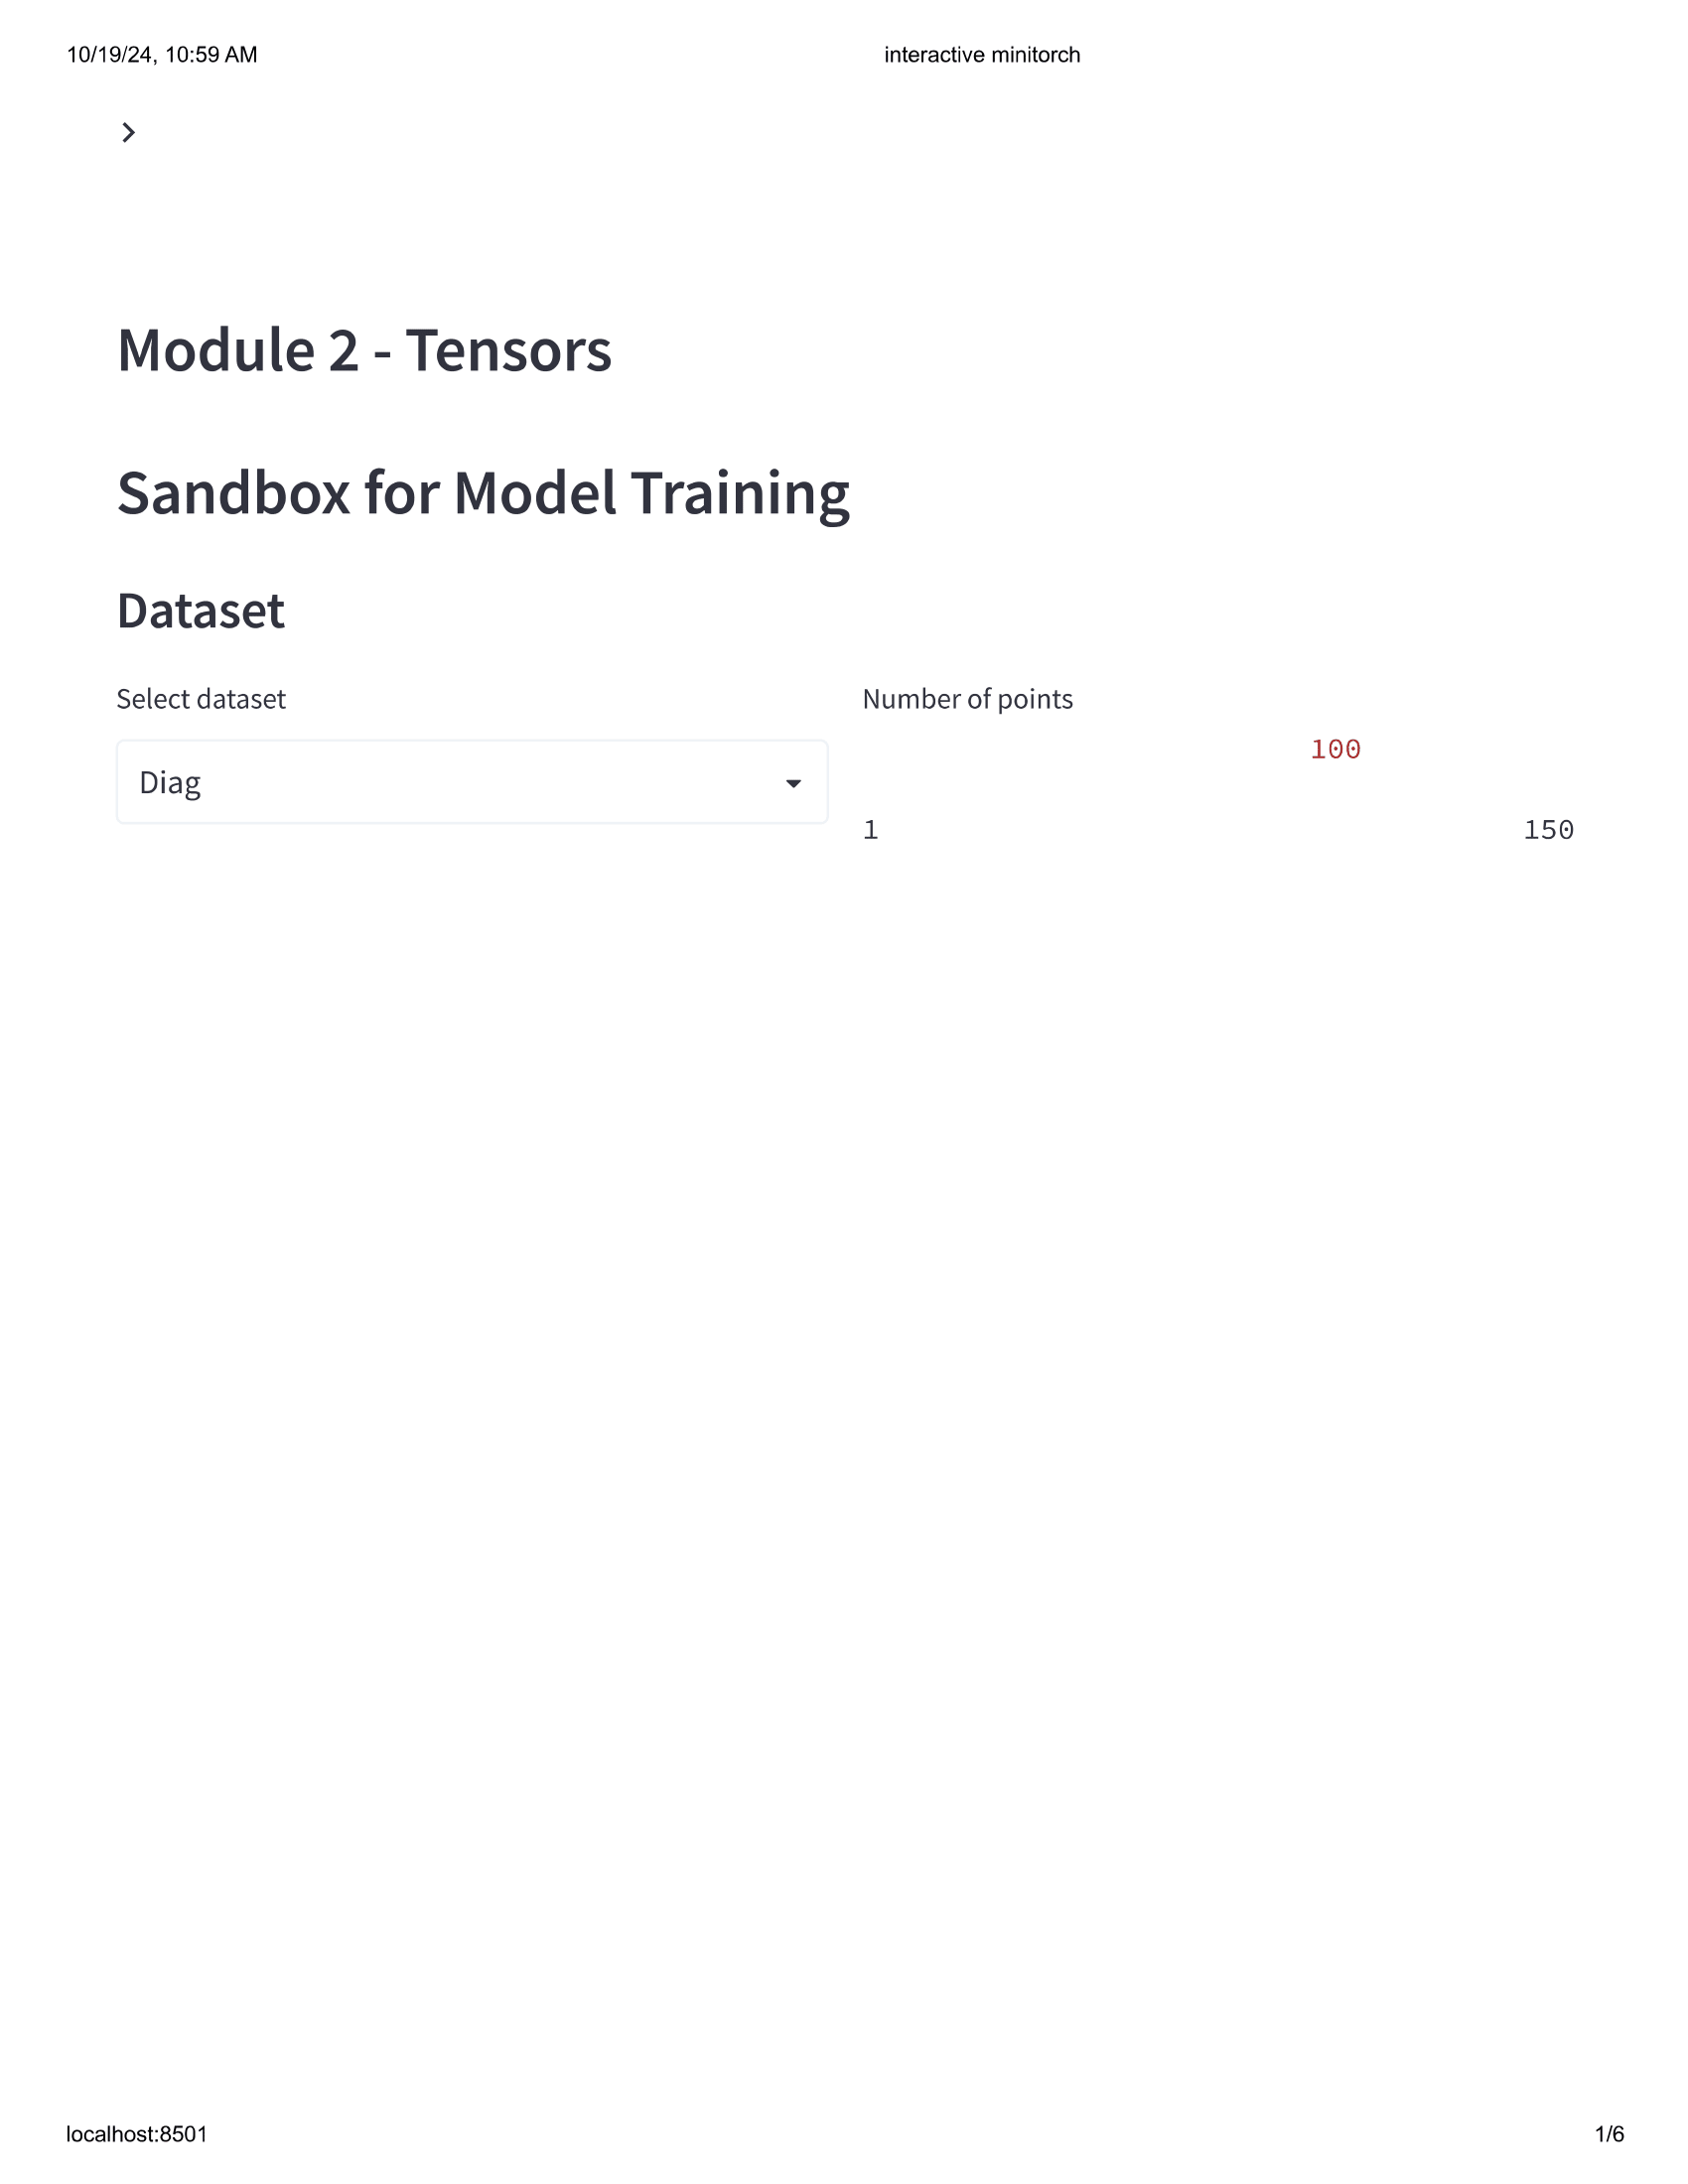 10/19/24, 10:59 AM interactive minitorch
Module 2 - Tensors
Sandbox for Model Training
Dataset
Select dataset Number of points
100
Diag
1 150
localhost:8501 1/6